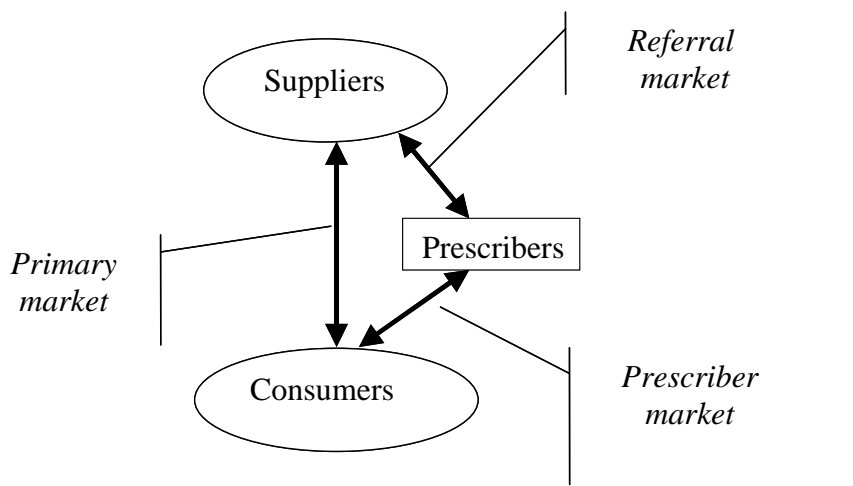 Referral
market
Suppliers
Prescribers
Primary
market
Consumers
Prescriber
market